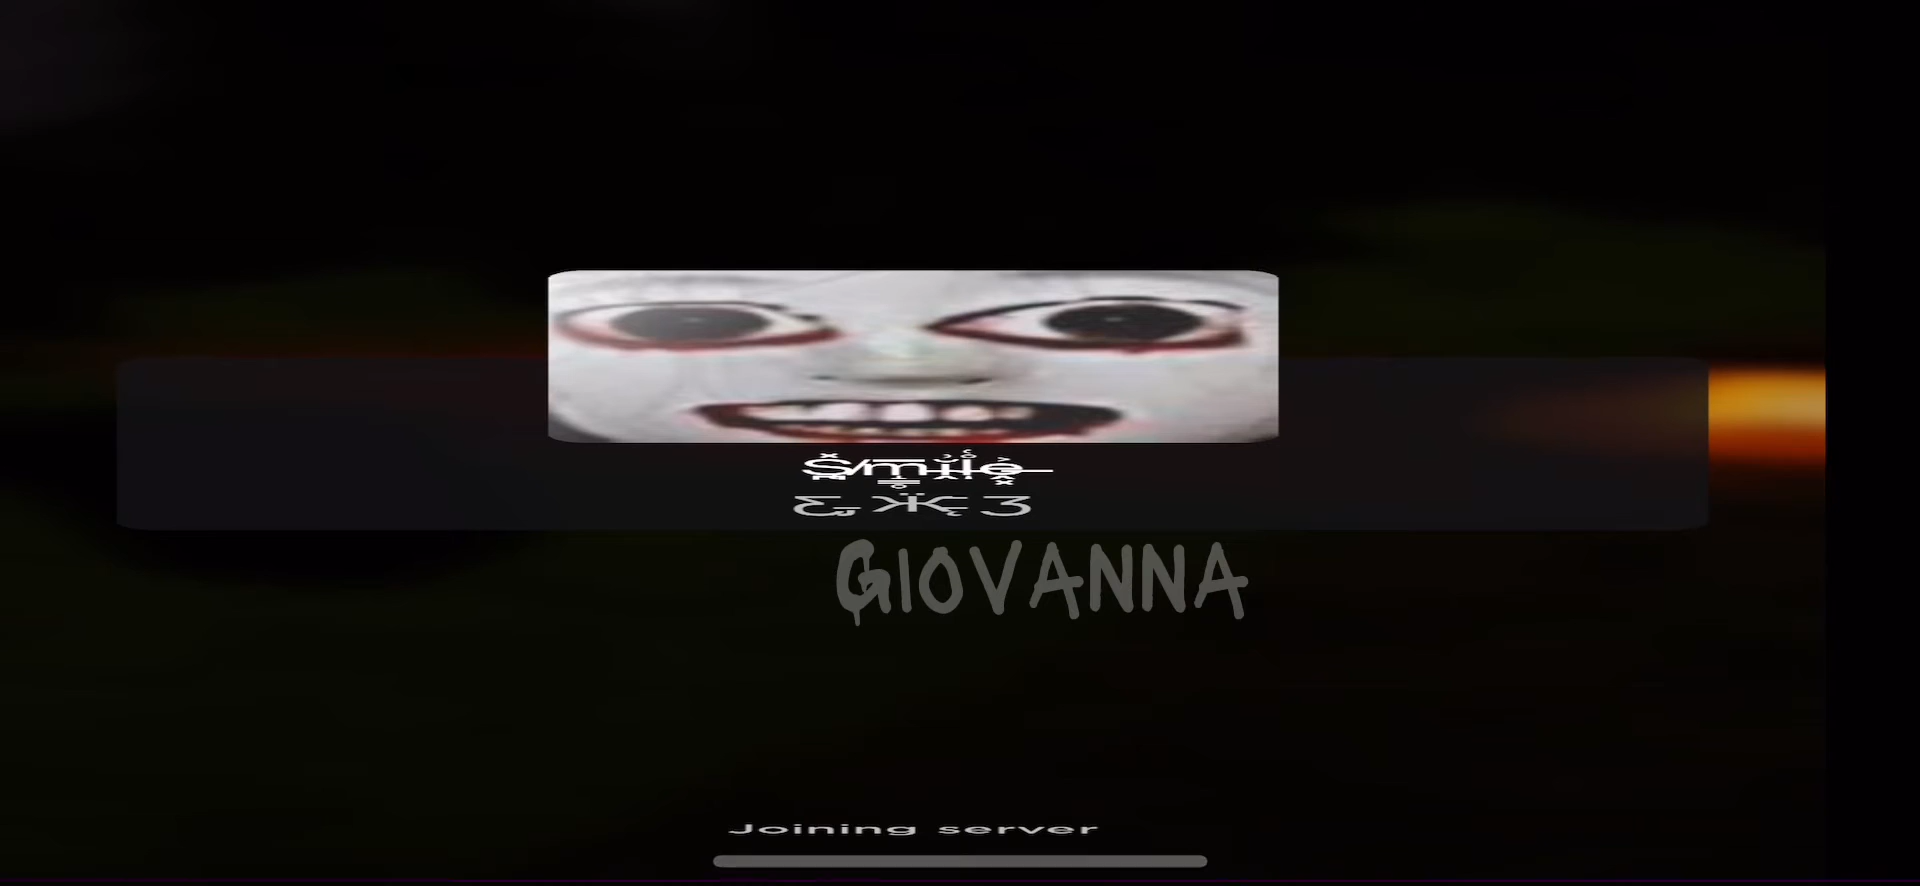 S̷m̷i̷l̷e̷
Ƹ̵̡Ӝ̵̨Ʒ
GIOVANNA
Joining server